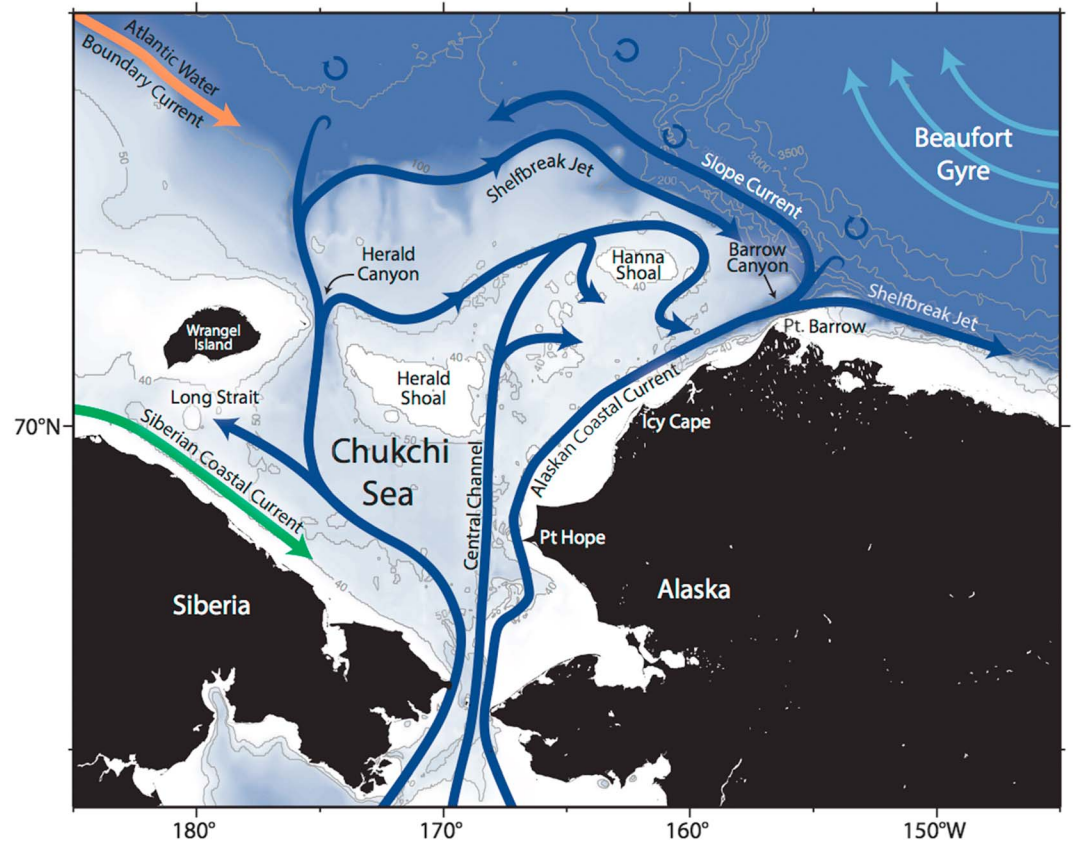 Atlantic Water
Boundary Current
Beaufort
Gyre
50
100
3500
3000
200
Shelfbreak Jet
Slope Current
Herald
Canyon
Hanna
Shoal
40
Barrow
Canyon
Shelfbreak Jet
Pt. Barrow
Wrangel
Island
40
Herald
Shoal
40
40
Long Strait
50
70°N
Siberian Coastal Current
Chukchi
Sea
Central Channel
Alaskan Coastal Current
Icy Cape
Pt Hope
40
40
50
Siberia
Alaska
180°
170°
160°
150°W